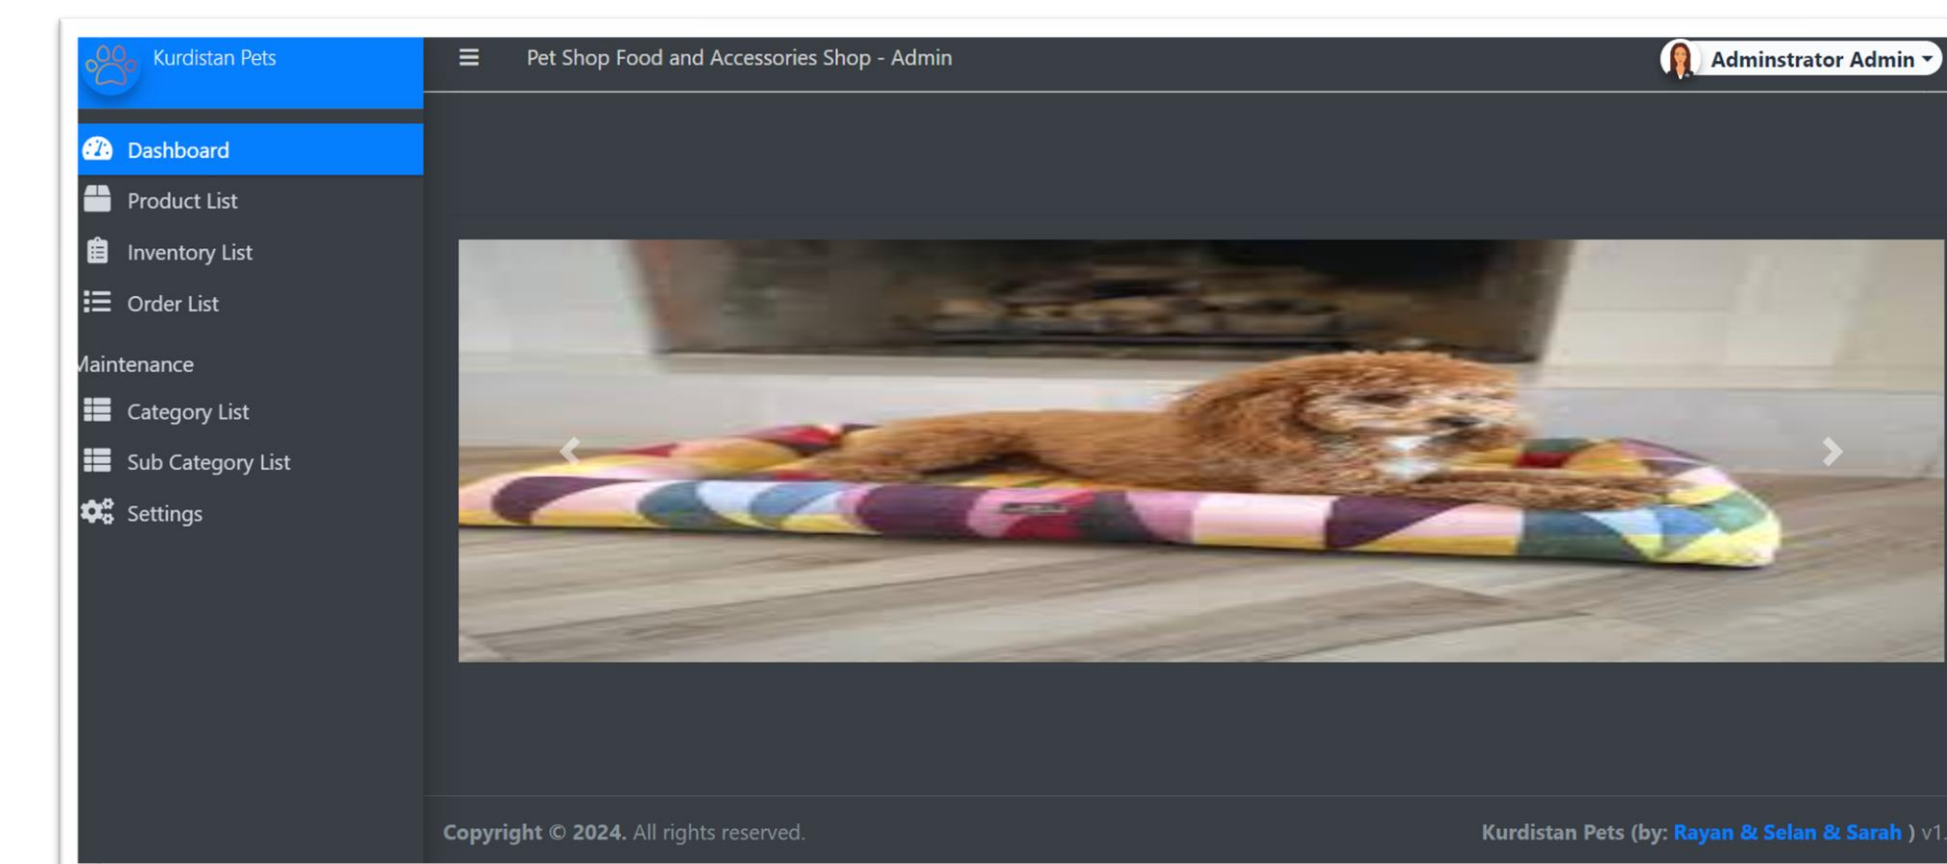 Kurdistan Pets
Pet Shop Food and Accessories Shop - Admin
Adminstrator Admin
Dashboard
Product List
Inventory List
Order List
Maintenance
Category List
Sub Category List
Settings
Copyright © 2024. All rights reserved.
Kurdistan Pets (by: Rayan & Selan & Sarah ) v1.